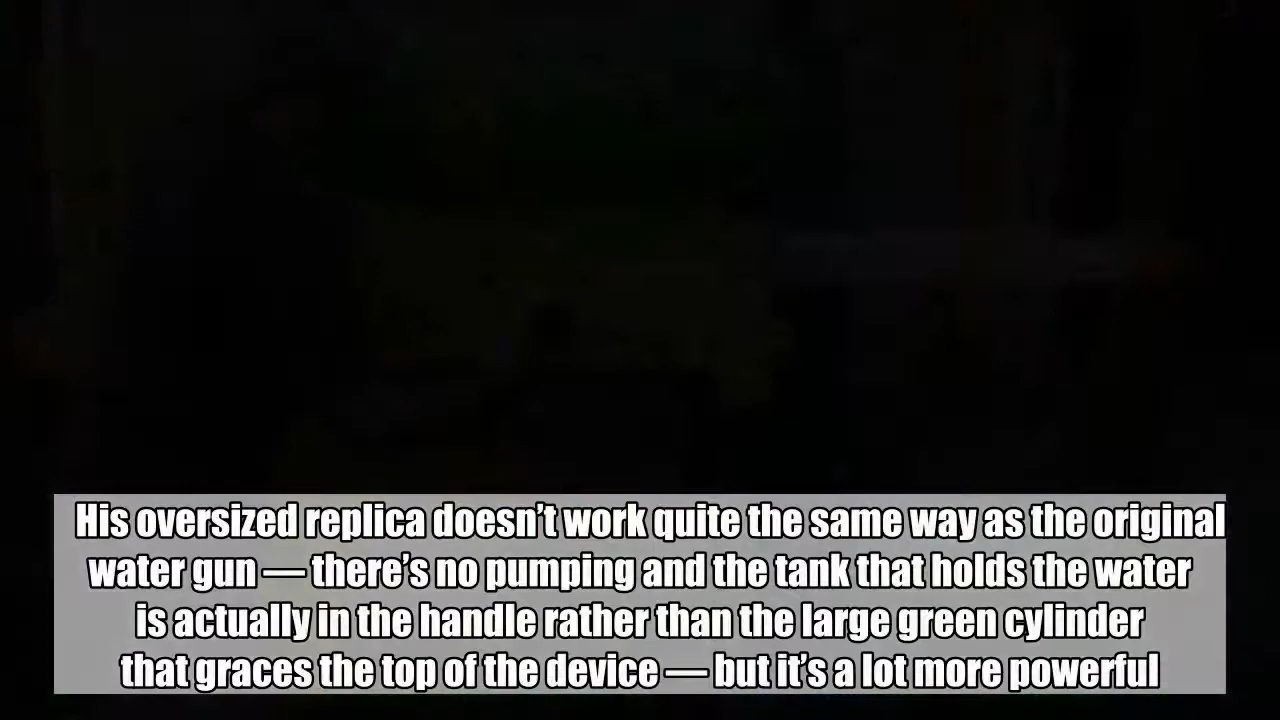 His oversized replica doesn’t work quite the same way as the original
water gun — there’s no pumping and the tank that holds the water
is actually in the handle rather than the large green cylinder
that graces the top of the device — but it’s a lot more powerful